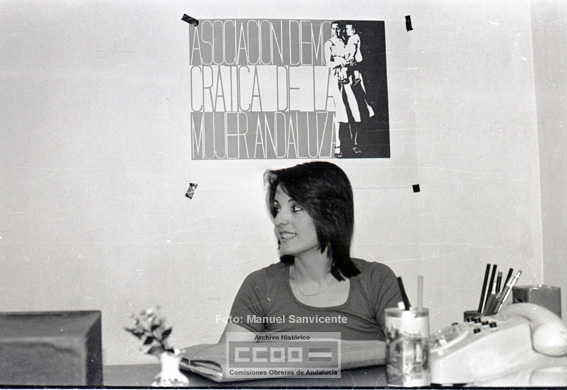 ASOCIACION DEMO
CRATICA DE LA
MUJER ANDALUZA
Foto: Manuel Sanvicente
Archivo Histórico
CCOO
Comisiones Obreras de Andalucía